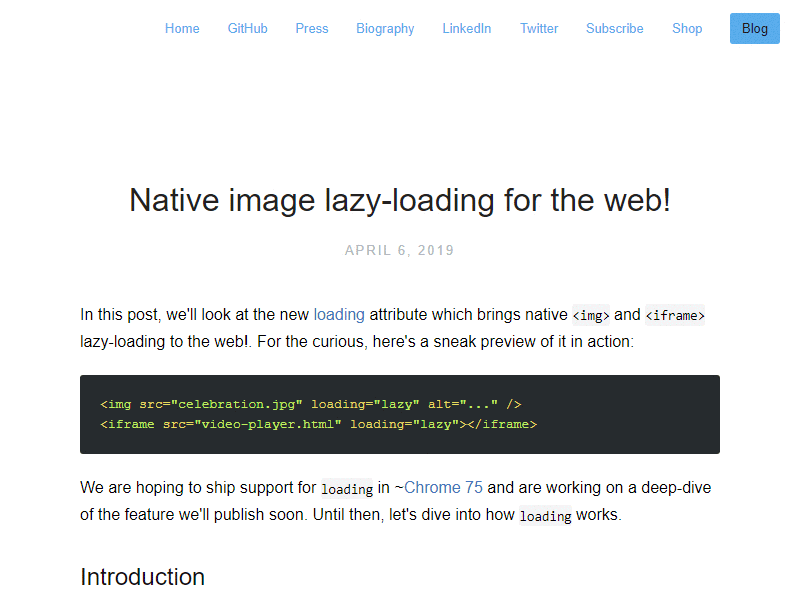 Home GitHub Press Biography LinkedIn Twitter Subscribe Shop Blog
Native image lazy-loading for the web!
APRIL 6, 2019
In this post, we'll look at the new loading attribute which brings native <img> and <iframe>
lazy-loading to the web!. For the curious, here's a sneak preview of it in action:
<img src="celebration.jpg" loading="lazy" alt="..." />
<iframe src="video-player.html" loading="lazy"></iframe>
We are hoping to ship support for loading in ~Chrome 75 and are working on a deep-dive
of the feature we'll publish soon. Until then, let's dive into how loading works.
Introduction